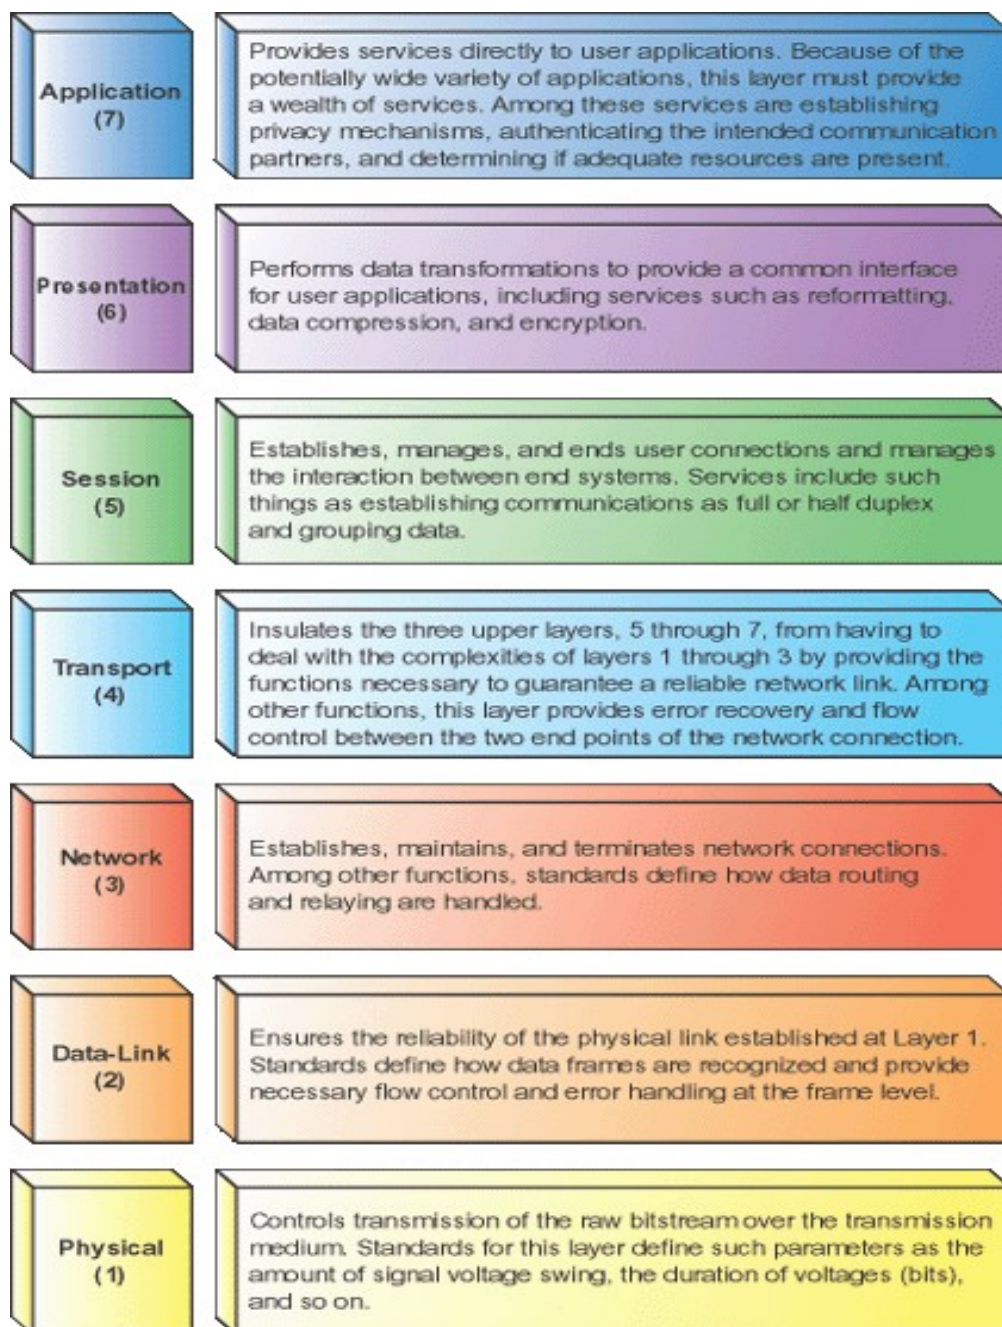 Application
(7)
Provides services directly to user applications. Because of the
potentially wide variety of applications, this layer must provide
a wealth of services. Among these services are establishing
privacy mechanisms, authenticating the intended communication
partners, and determining if adequate resources are present.
Presentation
(6)
Performs data transformations to provide a common interface
for user applications, including services such as reformatting,
data compression, and encryption.
Session
(5)
Establishes, manages, and ends user connections and manages
the interaction between end systems. Services include such
things as establishing communications as full or half duplex
and grouping data.
Transport
(4)
Insulates the three upper layers, 5 through 7, from having to
deal with the complexities of layers 1 through 3 by providing the
functions necessary to guarantee a reliable network link. Among
other functions, this layer provides error recovery and flow
control between the two end points of the network connection.
Network
(3)
Establishes, maintains, and terminates network connections.
Among other functions, standards define how data routing
and relaying are handled.
Data-Link
(2)
Ensures the reliability of the physical link established at Layer 1.
Standards define how data frames are recognized and provide
necessary flow control and error handling at the frame level.
Physical
(1)
Controls transmission of the raw bitstream over the transmission
medium. Standards for this layer define such parameters as the
amount of signal voltage swing, the duration of voltages (bits),
and so on.